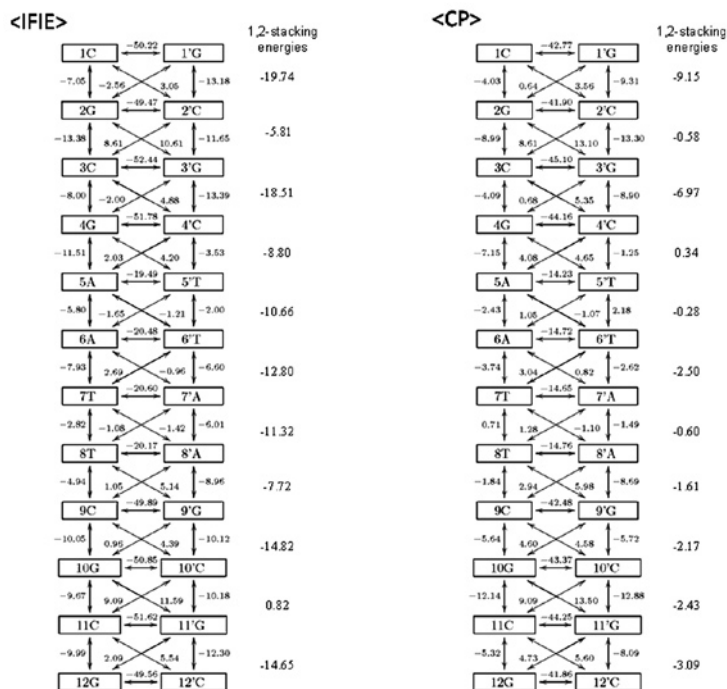 <IFIE>
<CP>
1,2-stacking
energies
1,2-stacking
energies
1C −50.22 1'G
1C −42.77 1'G
−7.05 −2.56 3.05 −13.18 -19.74
−4.03 0.64 3.56 −9.31 -9.15
2G −49.47 2'C
2G −41.90 2'C
−13.38 8.61 10.61 −11.65 -5.81
−8.99 8.61 13.10 −13.30 -0.58
3C −52.44 3'G
3C −45.10 3'G
−8.00 −2.00 4.88 −13.39 -18.51
−4.09 0.68 5.35 −8.90 -6.97
4G −51.78 4'C
4G −44.16 4'C
−11.51 2.03 4.20 −3.53 -8.80
−7.15 4.08 4.65 −1.25 0.34
5A −19.49 5'T
5A −14.23 5'T
−5.80 −1.65 −1.21 −2.00 -10.66
−2.43 1.05 −1.07 2.18 -0.28
6A −20.48 6'T
6A −14.72 6'T
−7.93 2.69 −0.96 −6.60 -12.80
−3.74 3.04 0.82 −2.62 -2.50
7T −20.60 7'A
7T −14.65 7'A
−2.82 −1.08 −1.42 −6.01 -11.32
0.71 1.28 −1.10 −1.49 -0.60
8T −20.17 8'A
8T −14.76 8'A
−4.94 1.05 5.14 −8.96 -7.72
−1.84 2.94 5.98 −8.69 -1.61
9C −49.89 9'G
9C −42.48 9'G
−10.05 0.96 4.39 −10.12 -14.82
−5.64 4.60 4.58 −5.72 -2.17
10G −50.85 10'C
10G −43.37 10'C
−9.67 9.09 11.59 −10.18 0.82
−12.14 9.09 13.50 −12.88 -2.43
11C −51.62 11'G
11C −44.25 11'G
−9.99 2.09 5.54 −12.30 -14.65
−5.32 4.73 5.60 −8.09 -3.09
12G −49.56 12'C
12G −41.86 12'C